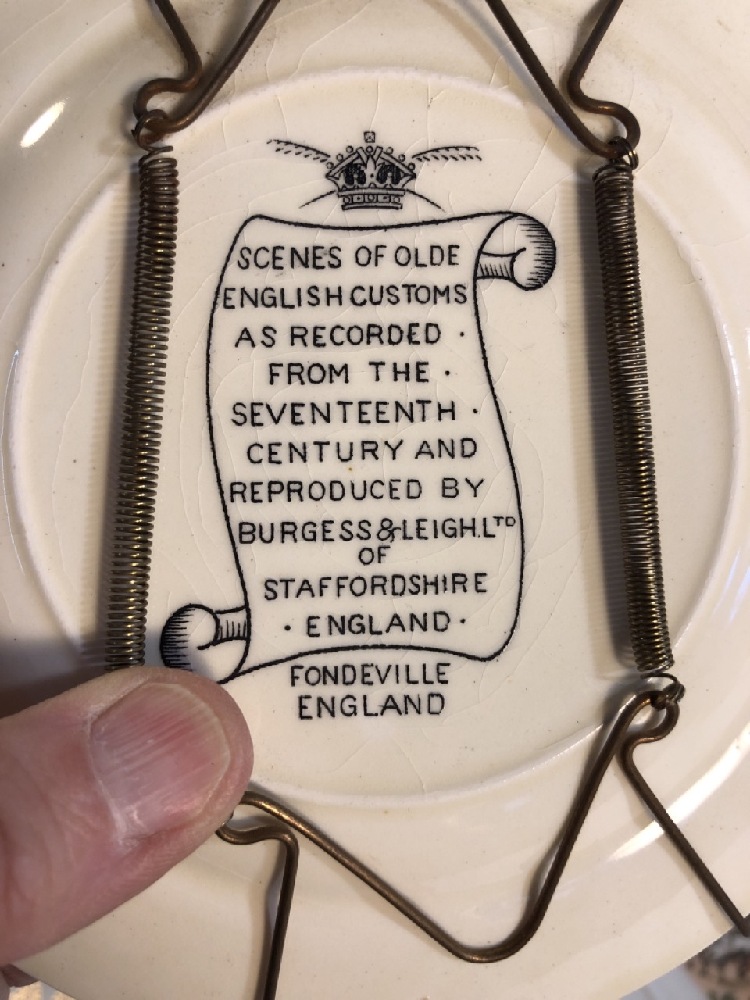 SCENES OF OLDE
ENGLISH CUSTOMS
AS RECORDED ·
FROM THE ·
SEVENTEENTH ·
CENTURY AND
REPRODUCED BY
BURGESS & LEIGH. LTD
OF
STAFFORDSHIRE
· ENGLAND ·
FONDEVILLE
ENGLAND